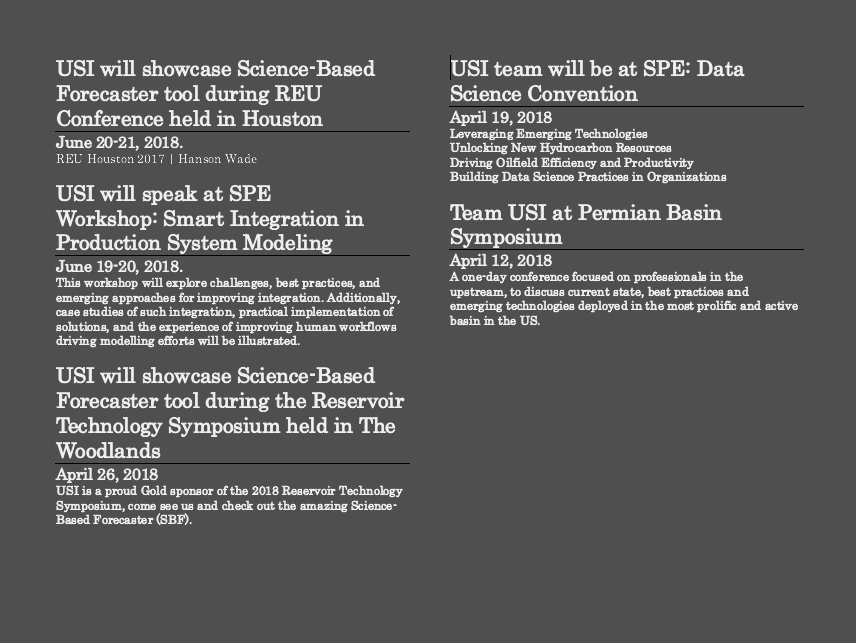 USI will showcase Science-Based
Forecaster tool during REU
Conference held in Houston
June 20-21, 2018.
REU Houston 2017 | Hanson Wade
USI will speak at SPE
Workshop: Smart Integration in
Production System Modeling
June 19-20, 2018.
This workshop will explore challenges, best practices, and
emerging approaches for improving integration. Additionally,
case studies of such integration, practical implementation of
solutions, and the experience of improving human workflows
driving modelling efforts will be illustrated.
USI will showcase Science-Based
Forecaster tool during the Reservoir
Technology Symposium held in The
Woodlands
April 26, 2018
USI is a proud Gold sponsor of the 2018 Reservoir Technology
Symposium, come see us and check out the amazing Science-
Based Forecaster (SBF).
USI team will be at SPE: Data
Science Convention
April 19, 2018
Leveraging Emerging Technologies
Unlocking New Hydrocarbon Resources
Driving Oilfield Efficiency and Productivity
Building Data Science Practices in Organizations
Team USI at Permian Basin
Symposium
April 12, 2018
A one-day conference focused on professionals in the
upstream, to discuss current state, best practices and
emerging technologies deployed in the most prolific and active
basin in the US.